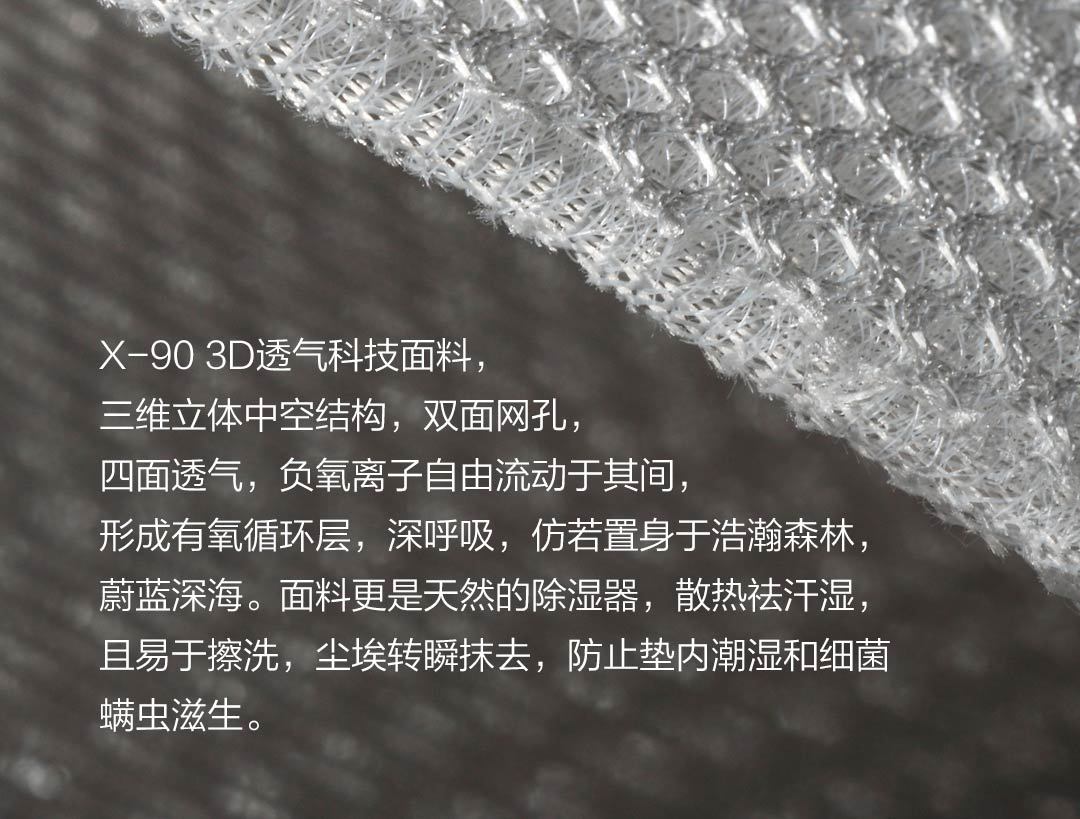 X-90 3D透气科技面料，
三维立体中空结构，双面网孔，
四面透气，负氧离子自由流动于其间，
形成有氧循环层，深呼吸，仿若置身于浩瀚森林，
蔚蓝深海。面料更是天然的除湿器，散热祛汗湿，
且易于擦洗，尘埃转瞬抹去，防止垫内潮湿和细菌
螨虫滋生。